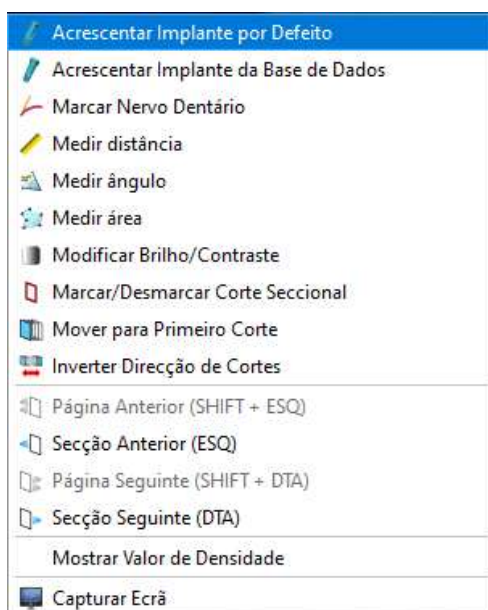 Acrescentar Implante por Defeito
Acrescentar Implante da Base de Dados
Marcar Nervo Dentário
Medir distância
Medir ângulo
Medir área
Modificar Brilho/Contraste
Marcar/Desmarcar Corte Seccional
Mover para Primeiro Corte
Inverter Direcção de Cortes
Página Anterior (SHIFT + ESQ)
Secção Anterior (ESQ)
Página Seguinte (SHIFT + DTA)
Secção Seguinte (DTA)
Mostrar Valor de Densidade
Capturar Ecrã